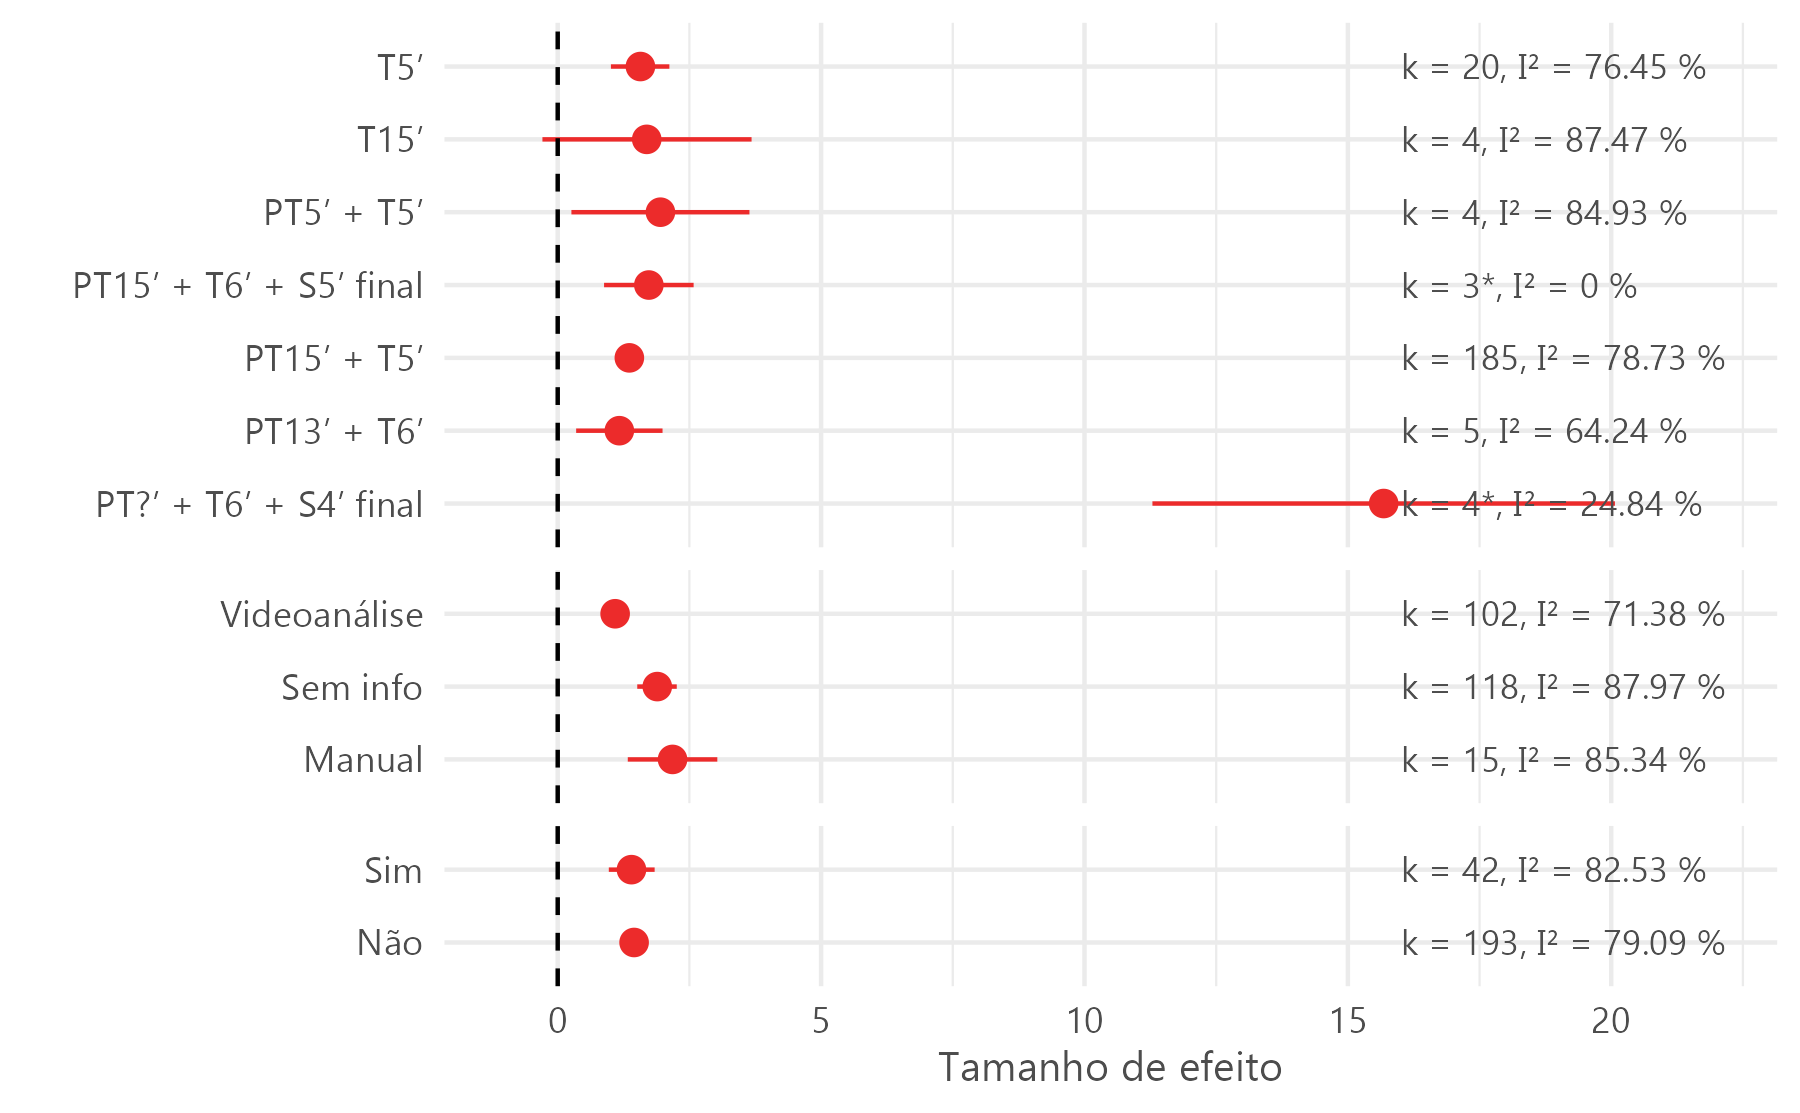 T5′ k = 20, I² = 76.45 %
T15′ k = 4, I² = 87.47 %
PT5′ + T5′ k = 4, I² = 84.93 %
PT15′ + T6′ + S5′ final k = 3*, I² = 0 %
PT15′ + T5′ k = 185, I² = 78.73 %
PT13′ + T6′ k = 5, I² = 64.24 %
PT?′ + T6′ + S4′ final k = 4*, I² = 24.84 %
Videoanálise k = 102, I² = 71.38 %
Sem info k = 118, I² = 87.97 %
Manual k = 15, I² = 85.34 %
Sim k = 42, I² = 82.53 %
Não k = 193, I² = 79.09 %
0 5 10 15 20
Tamanho de efeito